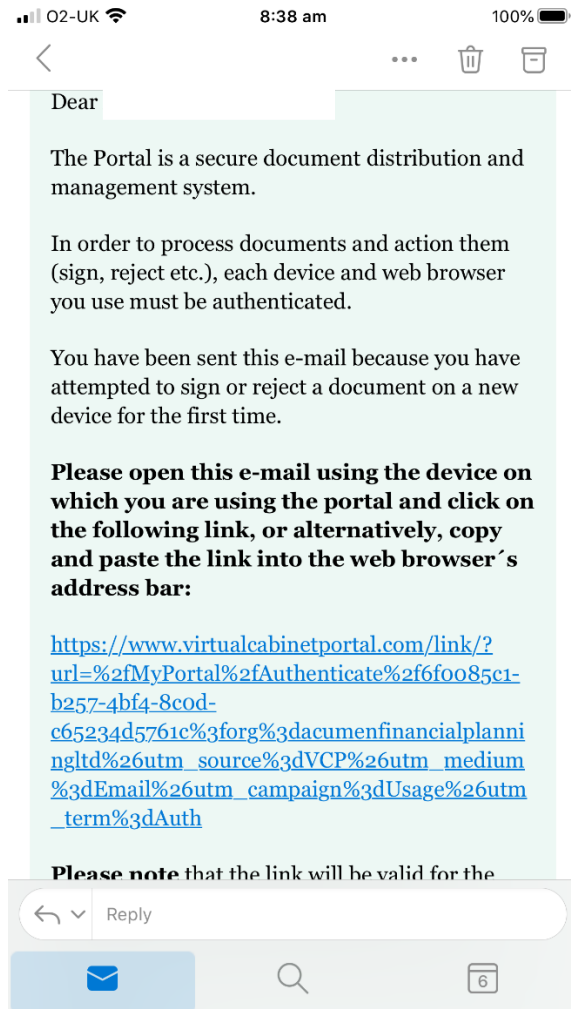 O2-UK 8:38 am 100%
Dear
The Portal is a secure document distribution and
management system.
In order to process documents and action them
(sign, reject etc.), each device and web browser
you use must be authenticated.
You have been sent this e-mail because you have
attempted to sign or reject a document on a new
device for the first time.
Please open this e-mail using the device on
which you are using the portal and click on
the following link, or alternatively, copy
and paste the link into the web browser´s
address bar:
https://www.virtualcabinetportal.com/link/?
url=%2fMyPortal%2fAuthenticate%2f6f0085c1-
b257-4bf4-8c0d-
c65234d5761c%3forg%3dacumenfinancialplanni
ngltd%26utm_source%3dVCP%26utm_medium
%3dEmail%26utm_campaign%3dUsage%26utm
_term%3dAuth
Please note that the link will be valid for the
Reply
6